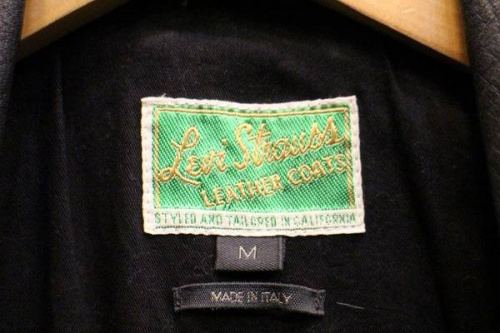 Levi Strauss
LEATHER COATS
STYLED AND TAILORED IN CALIFORNIA
M
MADE IN ITALY